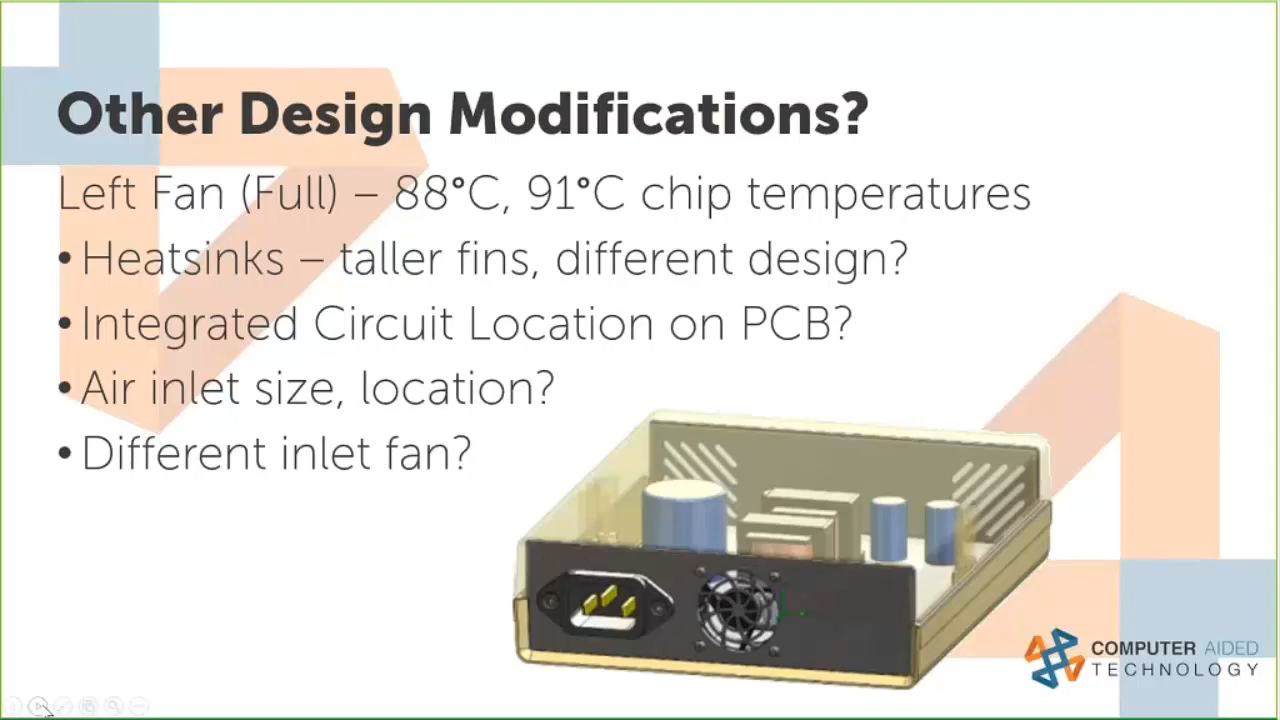 Other Design Modifications?
Left Fan (Full) – 88°C, 91°C chip temperatures
• Heatsinks – taller fins, different design?
• Integrated Circuit Location on PCB?
• Air inlet size, location?
• Different inlet fan?
COMPUTER AIDED
TECHNOLOGY